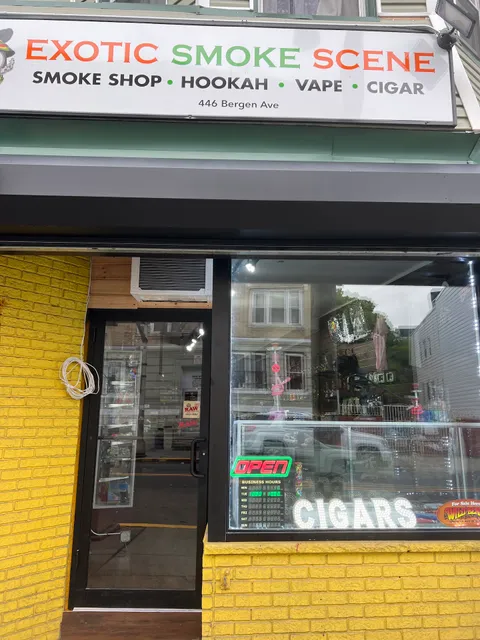 EXOTIC SMOKE SCENE
SMOKE SHOP • HOOKAH • VAPE • CIGAR
446 Bergen Ave
RAW
OPEN
BUSINESS HOURS
CIGARS